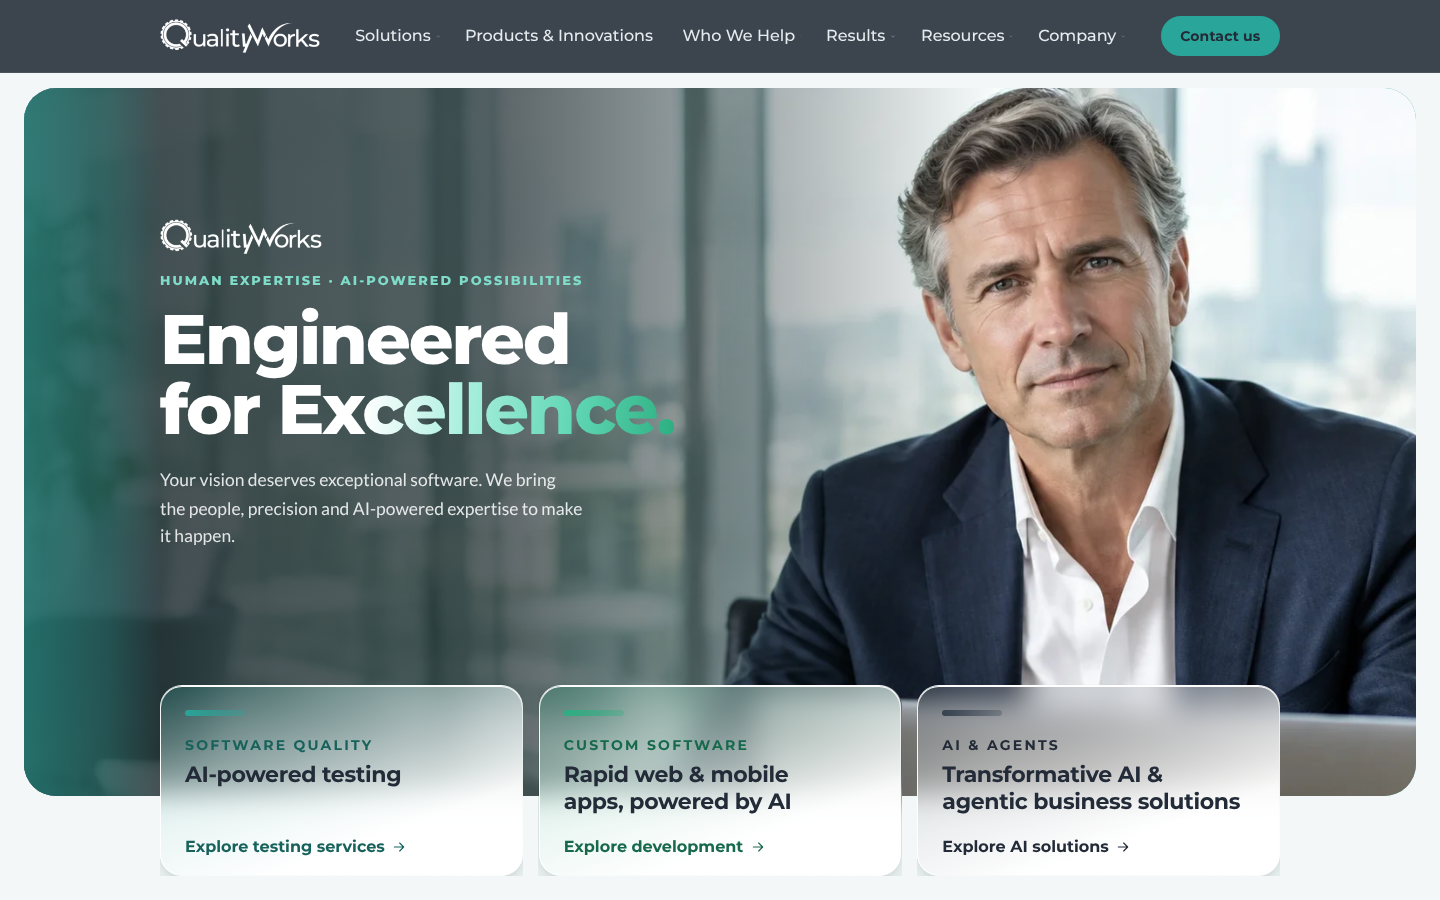 QualityWorks
Solutions
Products & Innovations
Who We Help
Results
Resources
Company
Contact us
QualityWorks
HUMAN EXPERTISE · AI-POWERED POSSIBILITIES
Engineered
for Excellence.
Your vision deserves exceptional software. We bring
the people, precision and AI-powered expertise to make
it happen.
SOFTWARE QUALITY
AI-powered testing
Explore testing services →
CUSTOM SOFTWARE
Rapid web & mobile
apps, powered by AI
Explore development →
AI & AGENTS
Transformative AI &
agentic business solutions
Explore AI solutions →